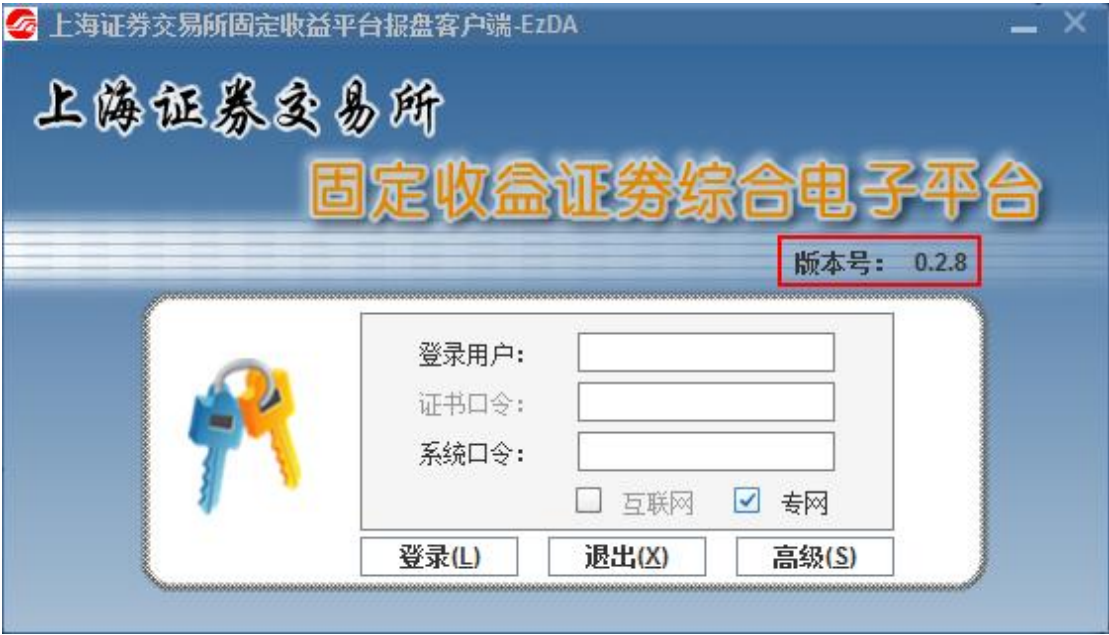 上海证券交易所固定收益平台报盘客户端-EzDA
上海证券交易所
固定收益证券综合电子平台
版本号： 0.2.8
登录用户：
证书口令：
系统口令：
互联网 专网
登录(L) 退出(X) 高级(S)